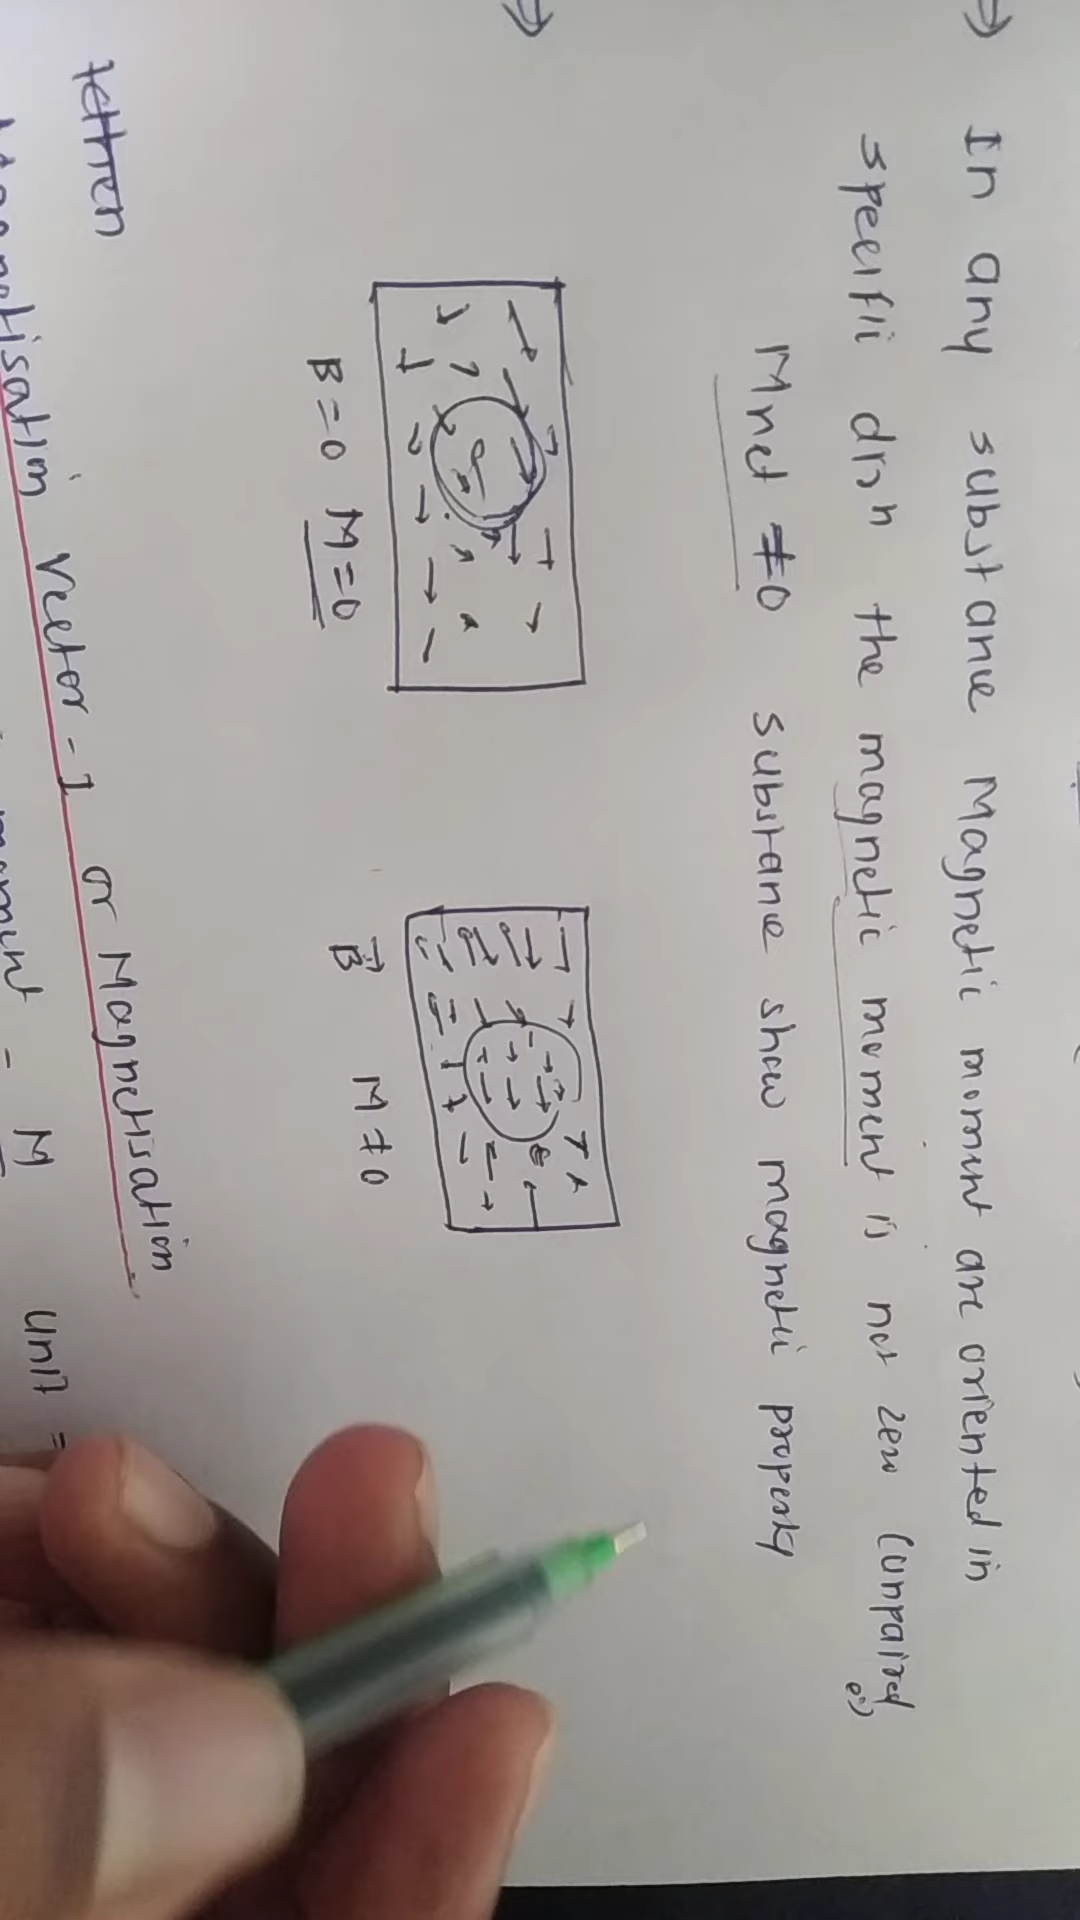 → In any substance Magnetic moment are oriented in
specific dirn the magnetic moment is not zero (unpaired e-)
Mnet ≠ 0 substance show magnetic property
→
B = 0 M = 0
B⃗ M ≠ 0
Vector - I or Magnetisation
M
unit =